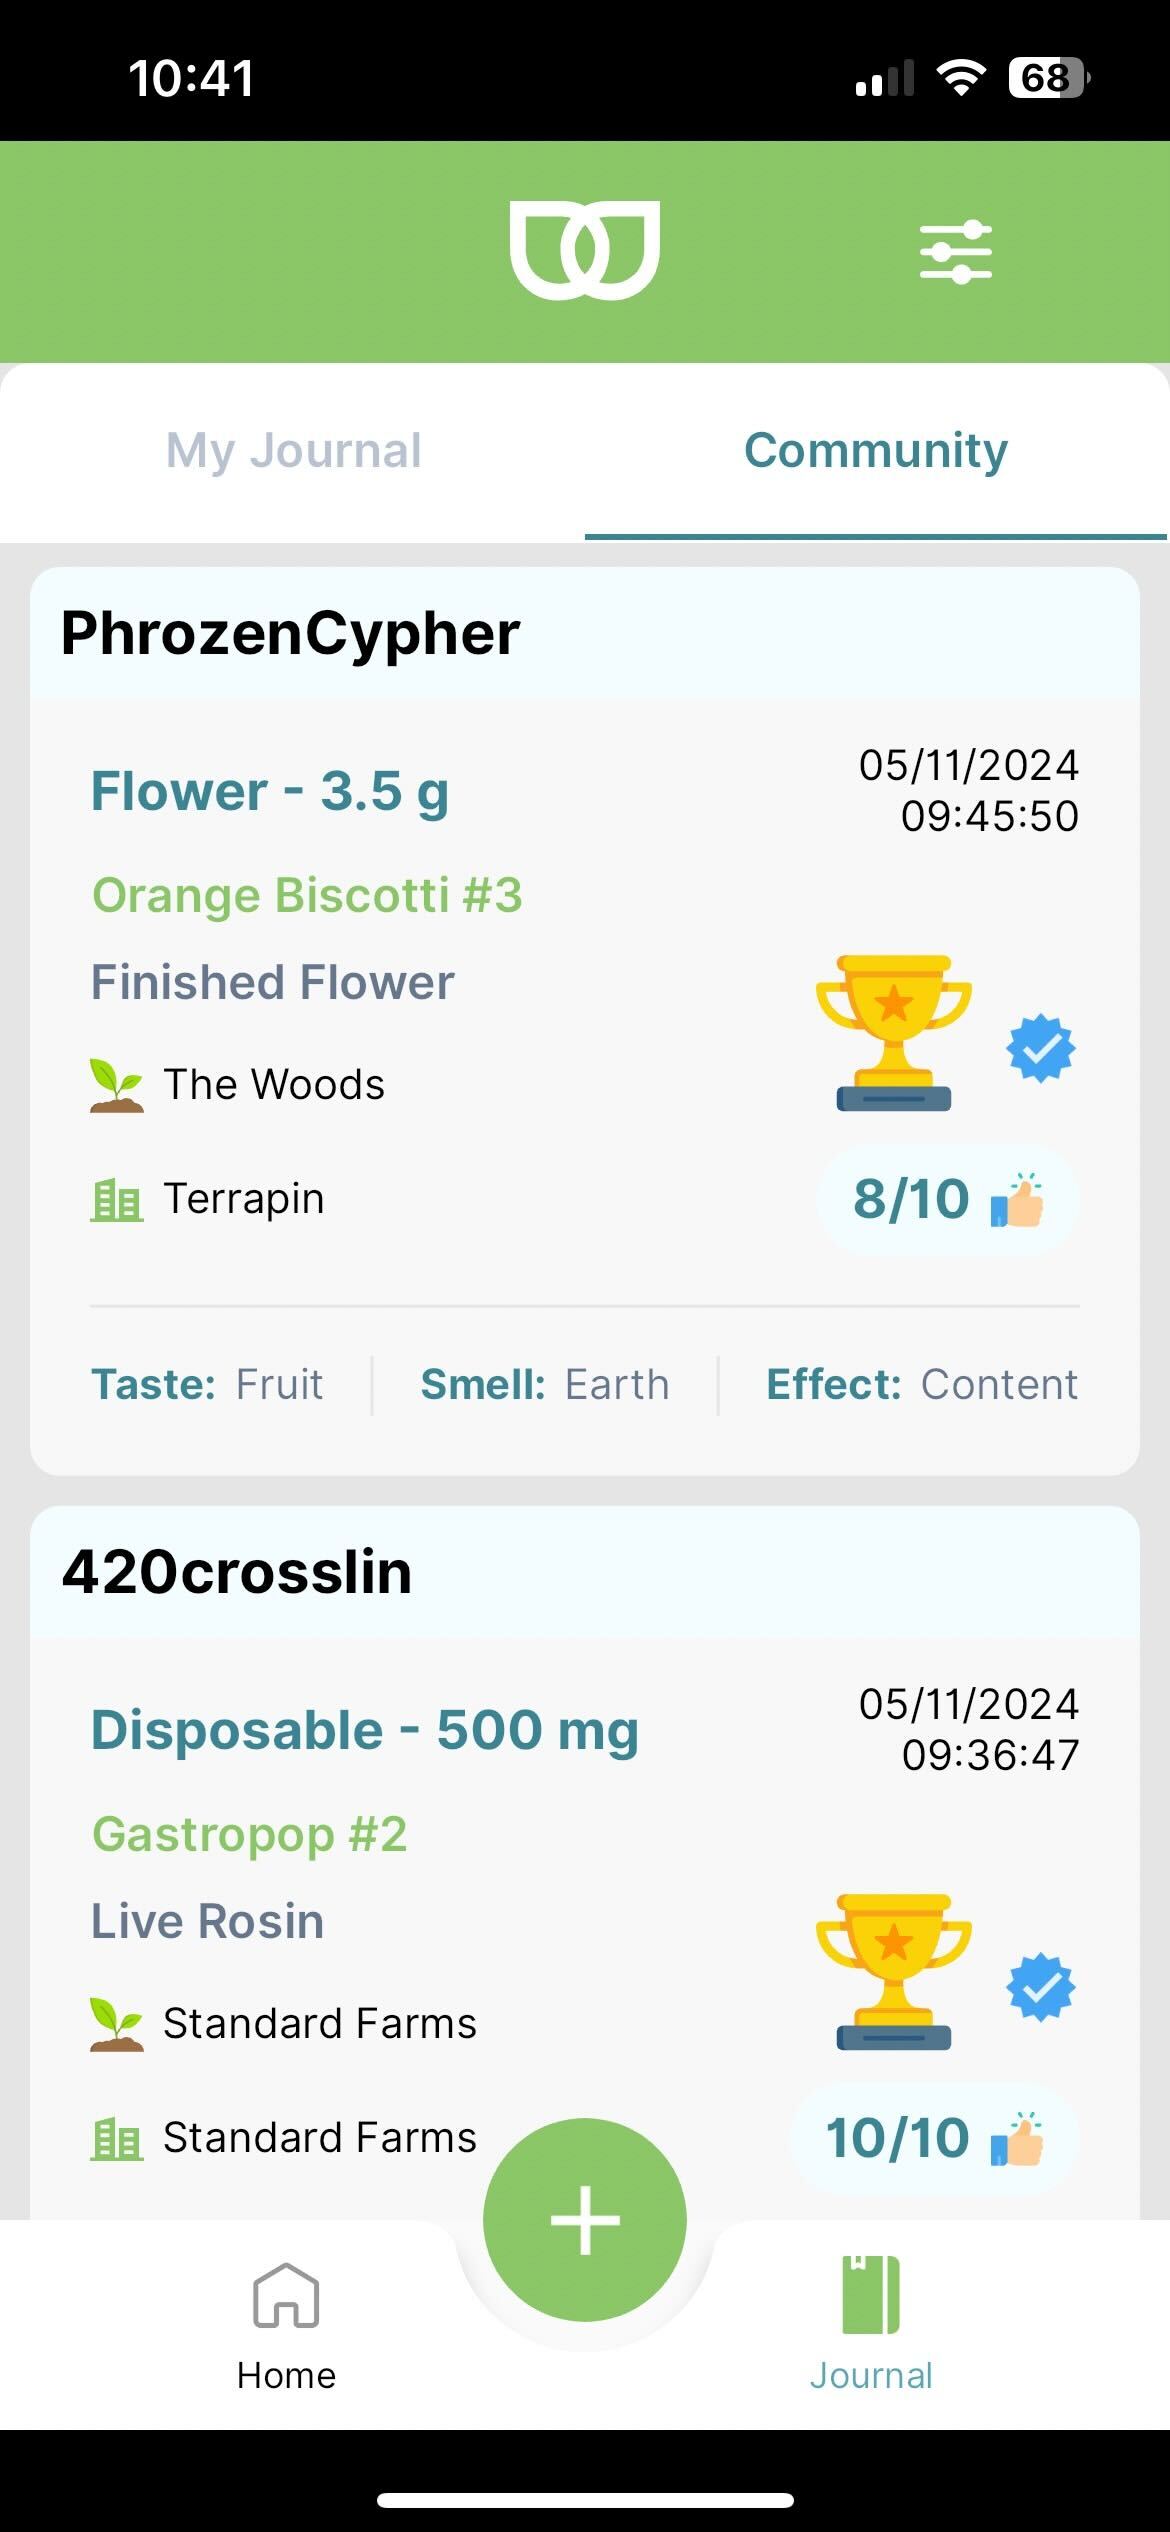 10:41
68
My Journal
Community
PhrozenCypher
Flower - 3.5 g
05/11/2024
09:45:50
Orange Biscotti #3
Finished Flower
The Woods
Terrapin
8/10
Taste: Fruit
Smell: Earth
Effect: Content
420crosslin
Disposable - 500 mg
05/11/2024
09:36:47
Gastropop #2
Live Rosin
Standard Farms
Standard Farms
10/10
Home
Journal